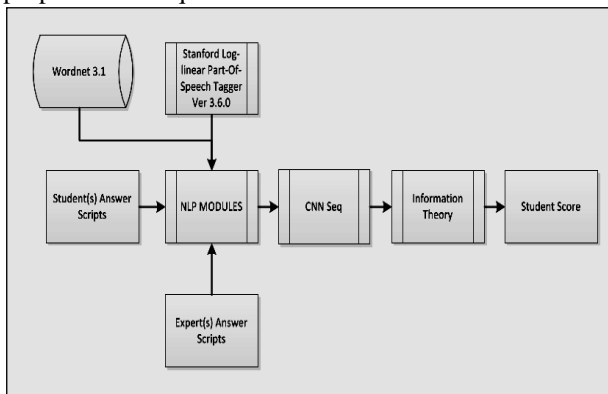 Wordnet 3.1
Stanford Log-
linear Part-Of-
Speech Tagger
Ver 3.6.0
Student(s) Answer
Scripts
NLP MODULES
CNN Seq
Information
Theory
Student Score
Expert(s) Answer
Scripts